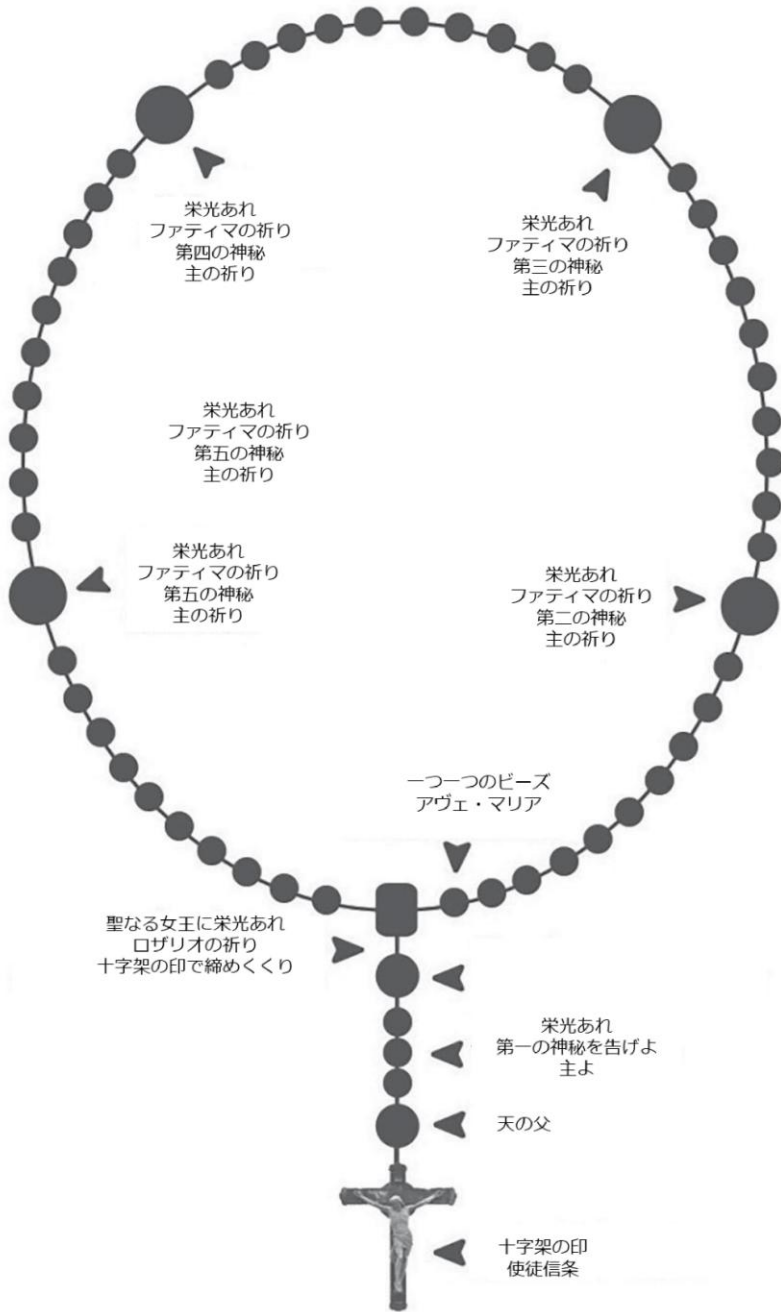 栄光あれ
ファティマの祈り
第四の神秘
主の祈り
栄光あれ
ファティマの祈り
第三の神秘
主の祈り
栄光あれ
ファティマの祈り
第五の神秘
主の祈り
栄光あれ
ファティマの祈り
第五の神秘
主の祈り
栄光あれ
ファティマの祈り
第二の神秘
主の祈り
一つ一つのビーズ
アヴェ・マリア
聖なる女王に栄光あれ
ロザリオの祈り
十字架の印で締めくくり
栄光あれ
第一の神秘を告げよ
主よ
天の父
十字架の印
使徒信条